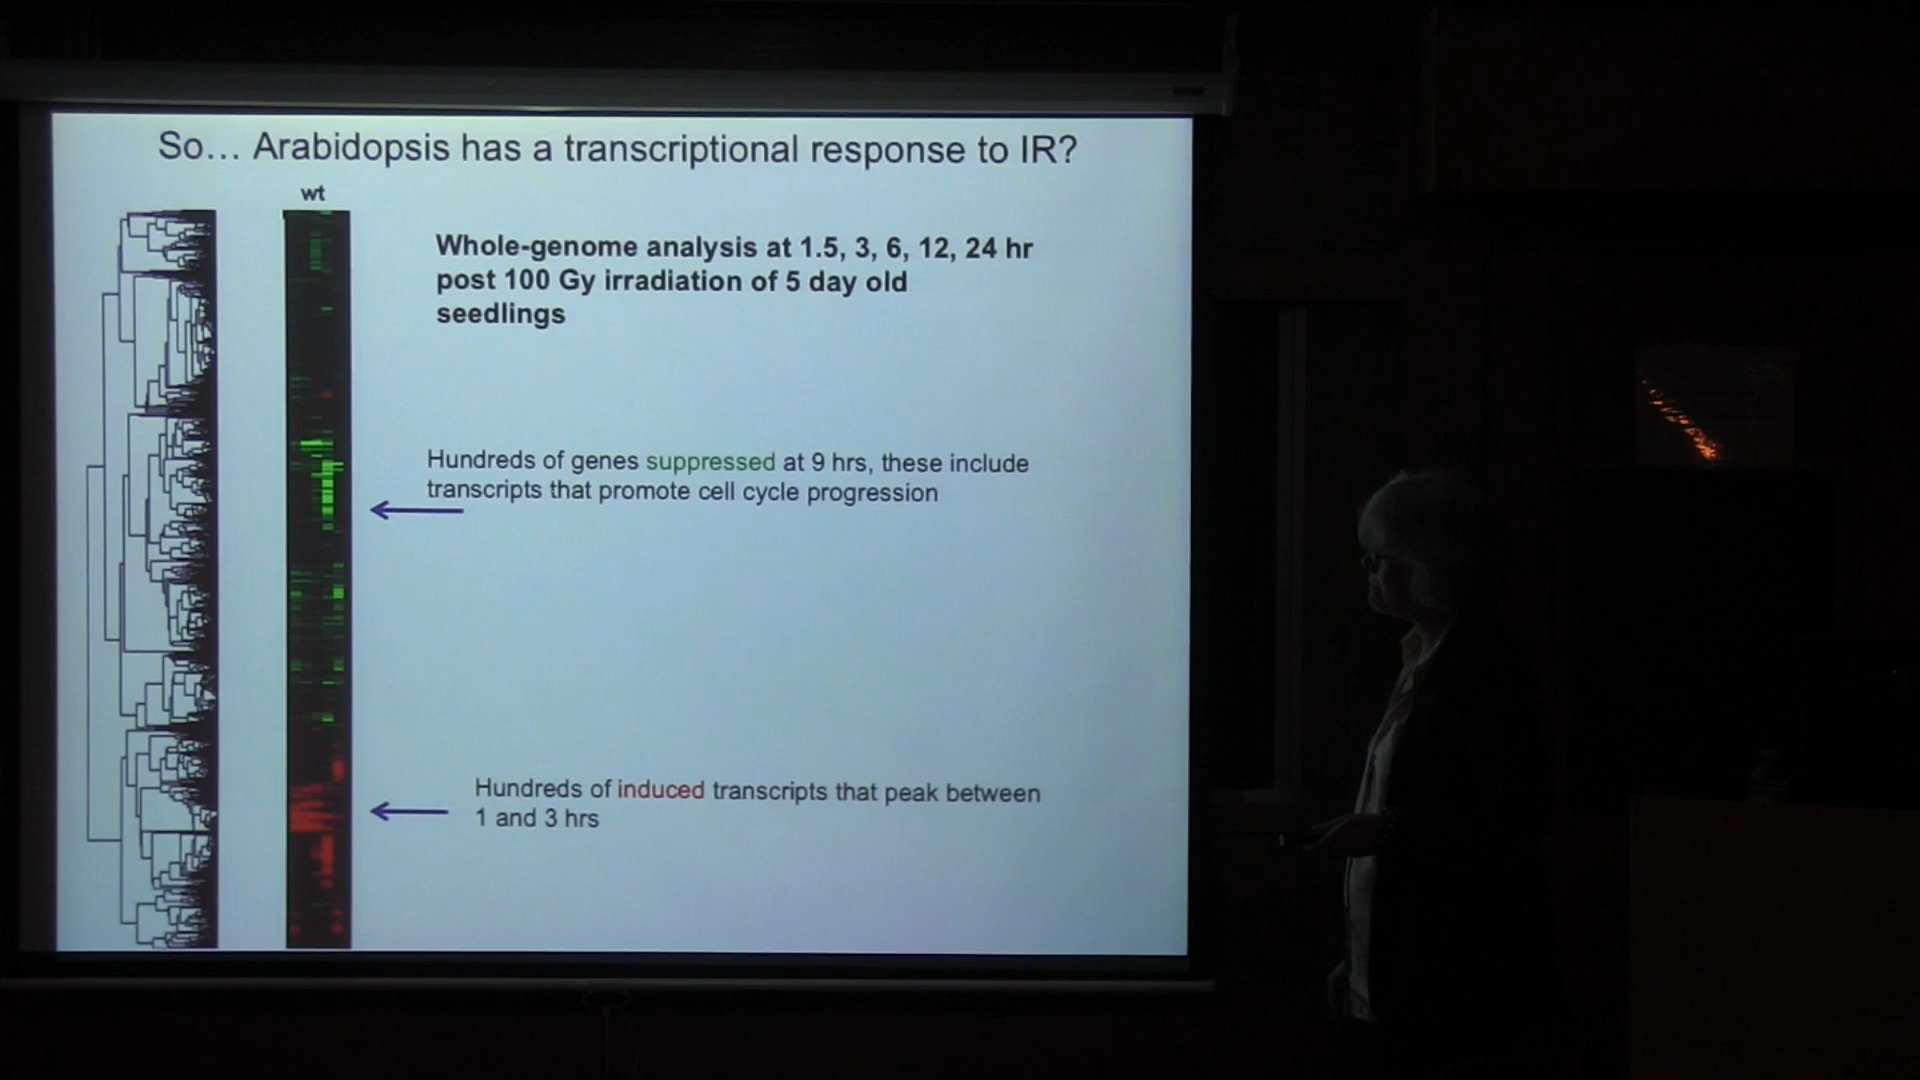 So… Arabidopsis has a transcriptional response to IR?
wt
Whole-genome analysis at 1.5, 3, 6, 12, 24 hr
post 100 Gy irradiation of 5 day old
seedlings
Hundreds of genes suppressed at 9 hrs, these include
transcripts that promote cell cycle progression
Hundreds of induced transcripts that peak between
1 and 3 hrs